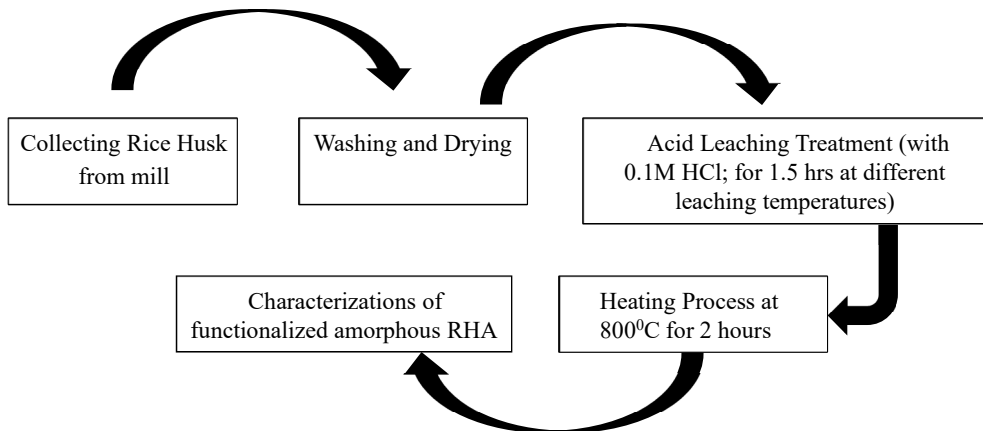 Collecting Rice Husk
from mill
Washing and Drying
Acid Leaching Treatment (with
0.1M HCl; for 1.5 hrs at different
leaching temperatures)
Heating Process at
800⁰C for 2 hours
Characterizations of
functionalized amorphous RHA